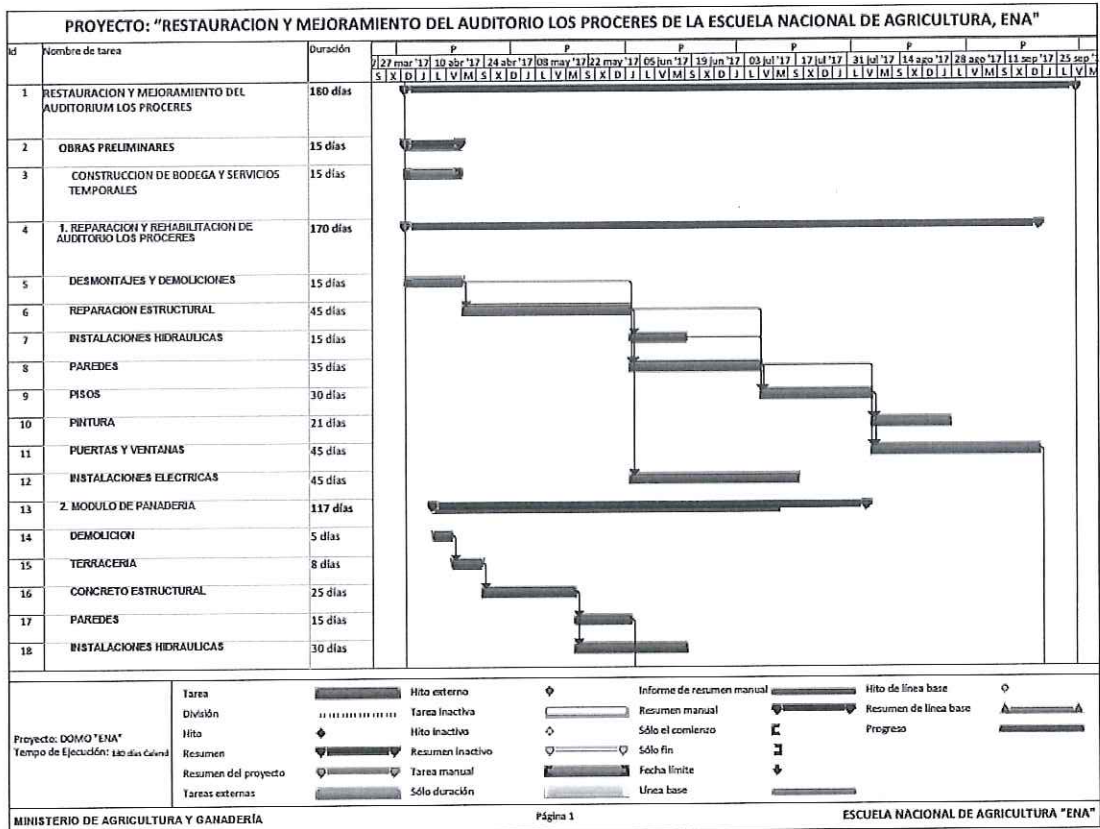 PROYECTO: "RESTAURACION Y MEJORAMIENTO DEL AUDITORIO LOS PROCERES DE LA ESCUELA NACIONAL DE AGRICULTURA, ENA"
Id Nombre de tarea Duración
P P P P P P
27 mar '17 10 abr '17 24 abr '17 08 may '17 22 may '17 05 jun '17 19 jun '17 03 jul '17 17 jul '17 31 jul '17 14 ago '17 28 ago '17 11 sep '17 25 sep '
S X D J L V M S X D J L V M S X D J L V M S X D J L V M S X D J L V M S X D J L V M
1 RESTAURACION Y MEJORAMIENTO DEL 180 días
AUDITORIUM LOS PROCERES
2 OBRAS PRELIMINARES 15 días
3 CONSTRUCCION DE BODEGA Y SERVICIOS 15 días
TEMPORALES
4 1. REPARACION Y REHABILITACION DE 170 días
AUDITORIO LOS PROCERES
5 DESMONTAJES Y DEMOLICIONES 15 días
6 REPARACION ESTRUCTURAL 45 días
7 INSTALACIONES HIDRAULICAS 15 días
8 PAREDES 35 días
9 PISOS 30 días
10 PINTURA 21 días
11 PUERTAS Y VENTANAS 45 días
12 INSTALACIONES ELECTRICAS 45 días
13 2. MODULO DE PANADERIA 117 días
14 DEMOLICION 5 días
15 TERRACERIA 8 días
16 CONCRETO ESTRUCTURAL 25 días
17 PAREDES 15 días
18 INSTALACIONES HIDRAULICAS 30 días
Proyecto: DOMO "ENA"
Tempo de Ejecución: 180 días Calend
Tarea
División
Hita
Resumen
Resumen del proyecto
Tareas externas
Hito externo
Tarea inactiva
Hito inactivo
Resumen inactivo
Tarea manual
Sólo duración
Informe de resumen manual
Resumen manual
Sólo el comienzo
Sólo fin
Fecha límite
Línea base
Hito de línea base
Resumen de línea base
Progreso
MINISTERIO DE AGRICULTURA Y GANADERÍA Página 1 ESCUELA NACIONAL DE AGRICULTURA "ENA"